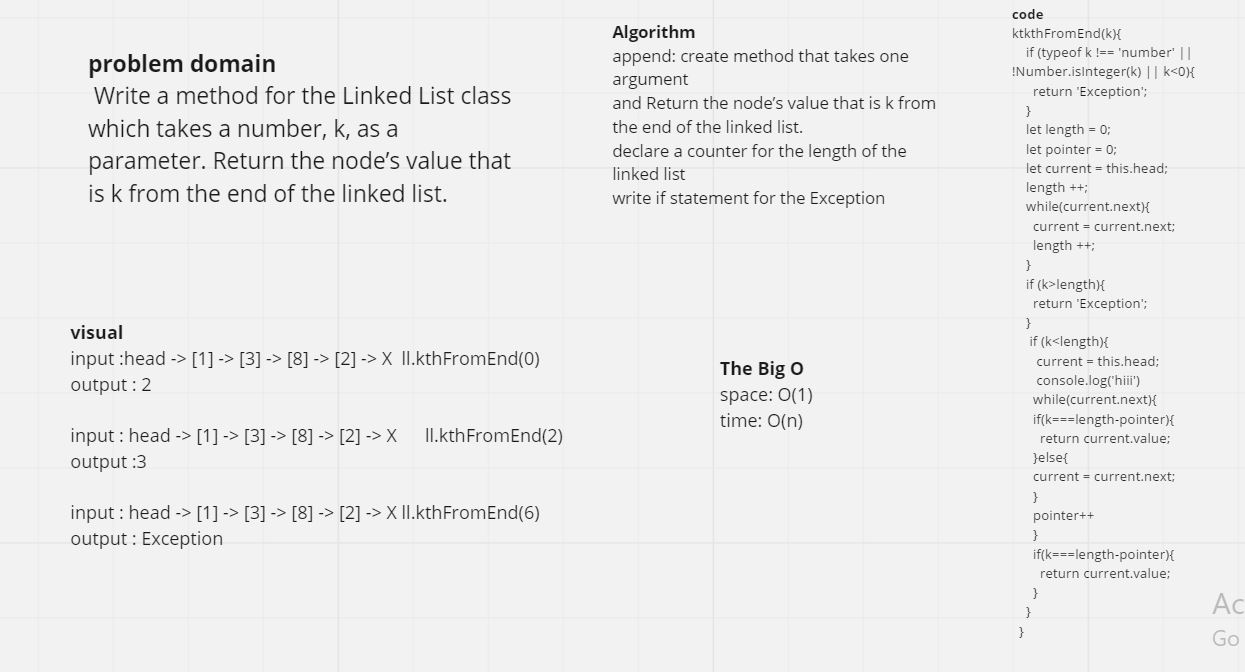 problem domain
Write a method for the Linked List class
which takes a number, k, as a
parameter. Return the node’s value that
is k from the end of the linked list.
Algorithm
append: create method that takes one
argument
and Return the node’s value that is k from
the end of the linked list.
declare a counter for the length of the
linked list
write if statement for the Exception
visual
input :head -> [1] -> [3] -> [8] -> [2] -> X ll.kthFromEnd(0)
output : 2
input : head -> [1] -> [3] -> [8] -> [2] -> X ll.kthFromEnd(2)
output :3
input : head -> [1] -> [3] -> [8] -> [2] -> X ll.kthFromEnd(6)
output : Exception
The Big O
space: O(1)
time: O(n)
code
ktkthFromEnd(k){
if (typeof k !== 'number' ||
!Number.isInteger(k) || k<0){
return 'Exception';
}
let length = 0;
let pointer = 0;
let current = this.head;
length ++;
while(current.next){
current = current.next;
length ++;
}
if (k>length){
return 'Exception';
}
if (k<length){
current = this.head;
console.log('hiii')
while(current.next){
if(k===length-pointer){
return current.value;
}else{
current = current.next;
}
pointer++
}
if(k===length-pointer){
return current.value;
}
}
}
Ac
Go